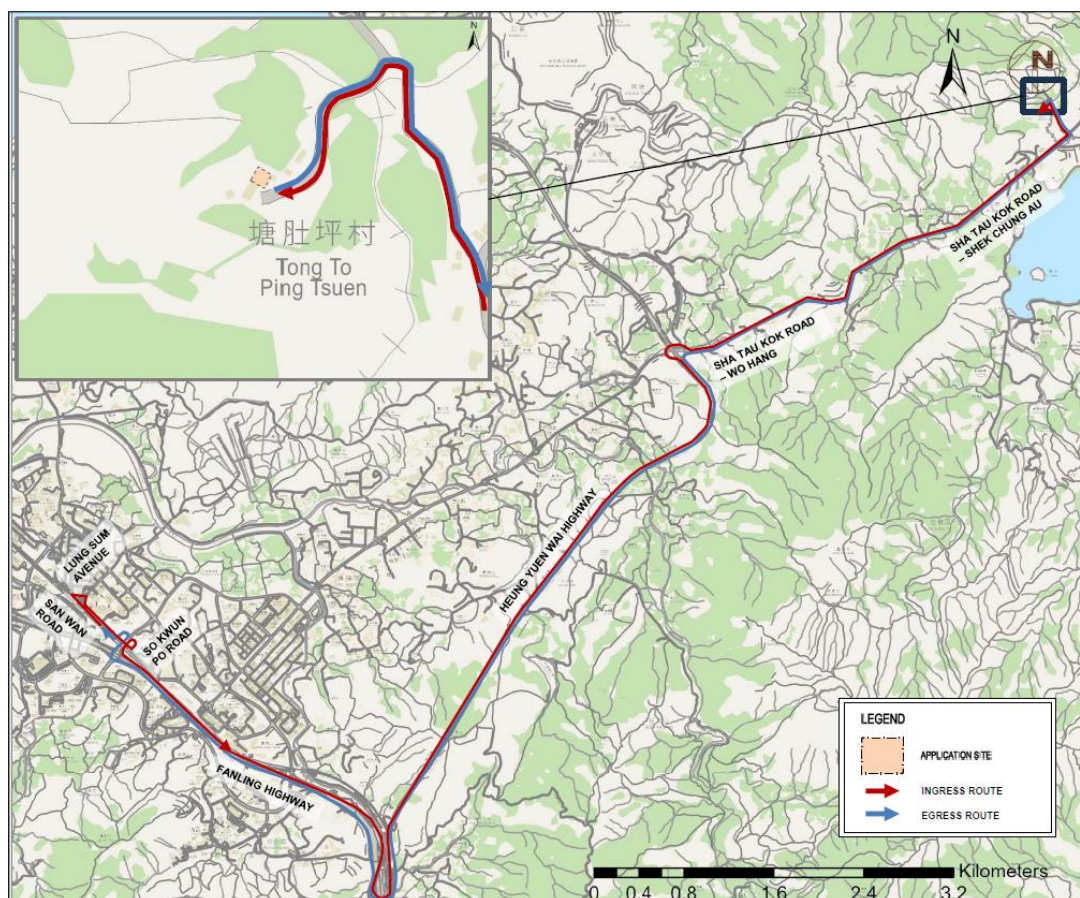 N
塘肚坪村
Tong To
Ping Tsuen
N
N
SHA TAU KOK ROAD
– SHEK CHUNG AU
SHA TAU KOK ROAD
– WO HANG
HEUNG YUEN WAI HIGHWAY
LUNG SUM
AVENUE
SAN WAN
ROAD
SO KWUN
PO ROAD
FANLING HIGHWAY
LEGEND
APPLICATION SITE
INGRESS ROUTE
EGRESS ROUTE
Kilometers
0 0.4 0.8 1.6 2.4 3.2